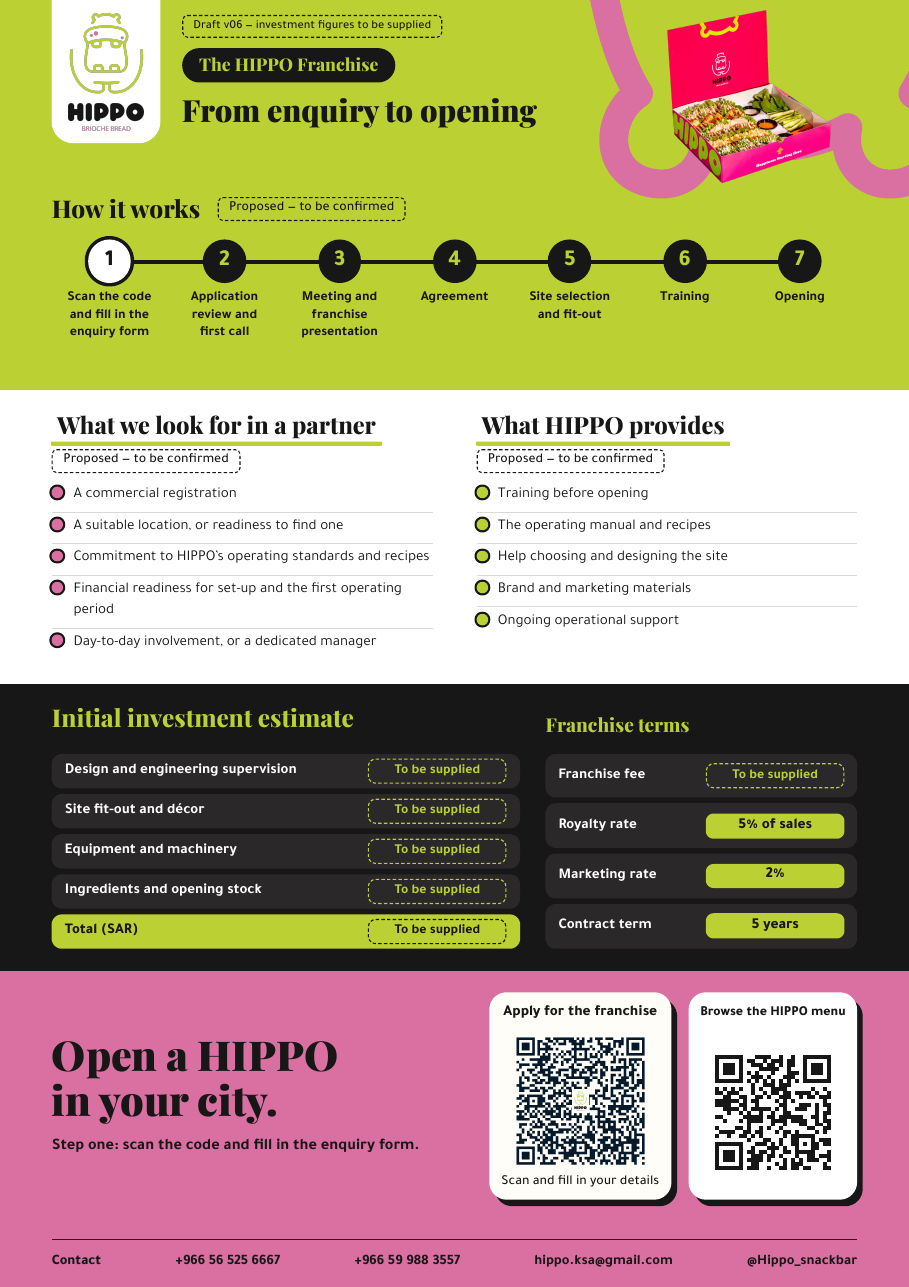 Draft v06 – investment figures to be supplied
The HIPPO Franchise
From enquiry to opening
HIPPO
BRIOCHE BREAD
HIPPO
HIPPO
Happiness Starting Here
How it works
Proposed – to be confirmed
1
2
3
4
5
6
7
Scan the code
and fill in the
enquiry form
Application
review and
first call
Meeting and
franchise
presentation
Agreement
Site selection
and fit-out
Training
Opening
What we look for in a partner
Proposed – to be confirmed
A commercial registration
A suitable location, or readiness to find one
Commitment to HIPPO's operating standards and recipes
Financial readiness for set-up and the first operating
period
Day-to-day involvement, or a dedicated manager
What HIPPO provides
Proposed – to be confirmed
Training before opening
The operating manual and recipes
Help choosing and designing the site
Brand and marketing materials
Ongoing operational support
Initial investment estimate
Design and engineering supervision To be supplied
Site fit-out and décor To be supplied
Equipment and machinery To be supplied
Ingredients and opening stock To be supplied
Total (SAR) To be supplied
Franchise terms
Franchise fee To be supplied
Royalty rate 5% of sales
Marketing rate 2%
Contract term 5 years
Open a HIPPO
in your city.
Step one: scan the code and fill in the enquiry form.
Apply for the franchise
HIPPO
Scan and fill in your details
Browse the HIPPO menu
Contact +966 56 525 6667 +966 59 988 3557 hippo.ksa@gmail.com @Hippo_snackbar